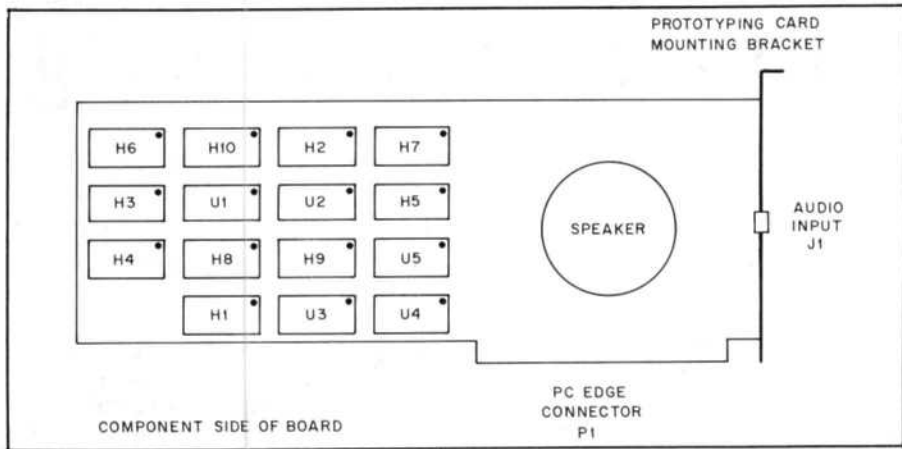 PROTOTYPING CARD
MOUNTING BRACKET
H6 H10 H2 H7
H3 U1 U2 H5
H4 H8 H9 U5
H1 U3 U4
SPEAKER
AUDIO
INPUT
J1
PC EDGE
CONNECTOR
P1
COMPONENT SIDE OF BOARD